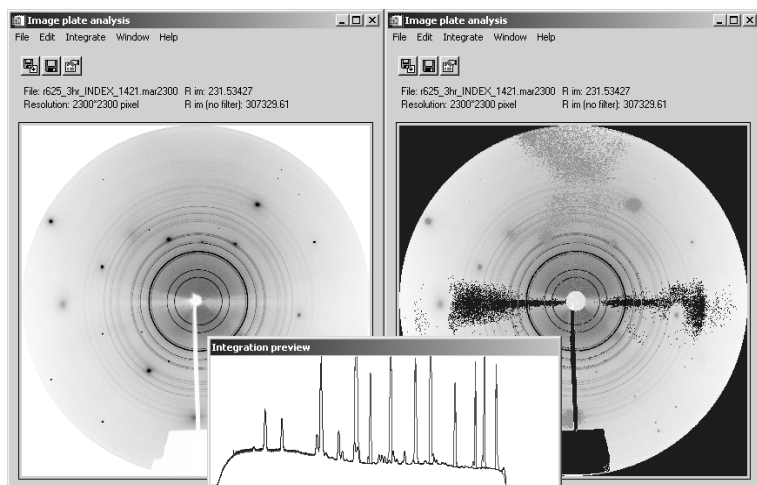 Image plate analysis
File Edit Integrate Window Help
File: r625_3hr_INDEX_1421.mar2300 R im: 231.53427
Resolution: 2300*2300 pixel R im (no filter): 307329.61
Image plate analysis
File Edit Integrate Window Help
File: r625_3hr_INDEX_1421.mar2300 R im: 231.53427
Resolution: 2300*2300 pixel R im (no filter): 307329.61
Integration preview